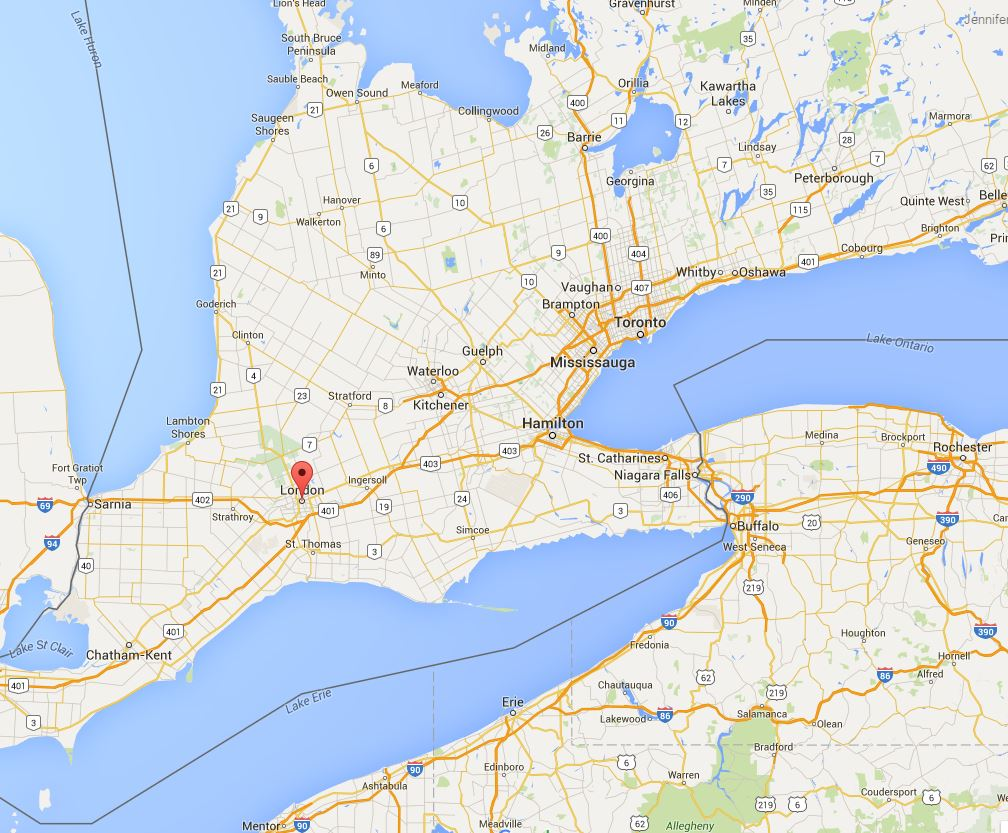 Lion's Head
Gravenhurst
Minden
Jennifer
Lake Huron
South Bruce
Peninsula
35
Midland
Sauble Beach
Owen Sound
Meaford
Orillia
Kawartha
Lakes
400
21
Collingwood
Saugeen
Shores
26
11
12
Marmora
Barrie
28
Lindsay
7
7
62
6
Georgina
Peterborough
35
21
9
Hanover
10
Quinte West
Belle
Walkerton
115
6
Brighton
400
Prin
89
9
404
Cobourg
401
21
Minto
10
Whitby
Oshawa
Vaughan
407
Goderich
Brampton
Toronto
Clinton
Lake Ontario
Guelph
Mississauga
Waterloo
4
21
23
Stratford
8
Kitchener
Lambton
Shores
Hamilton
7
Medina
Brockport
403
403
Rochester
St. Catharines
Fort Gratiot
Twp
Niagara Falls
490
Ingersoll
London
406
290
69
Sarnia
402
24
401
19
3
Strathroy
20
390
Can
Buffalo
Simcoe
94
St. Thomas
3
West Seneca
Geneseo
40
219
90
401
390
Lake St Clair
Chatham-Kent
Fredonia
Houghton
Hornell
401
62
86
Alfred
Chautauqua
219
Lake Erie
Erie
Lakewood
86
Salamanca
3
Olean
Bradford
6
90
Edinboro
Warren
Ashtabula
Coudersport
6
219
6
We
Mentor
90
Meadville
62
Allegheny